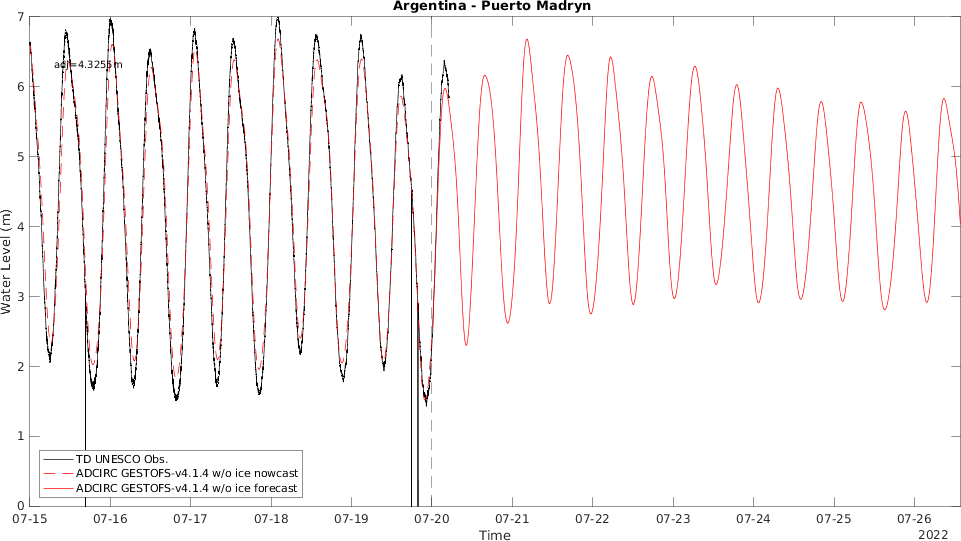 Argentina - Puerto Madryn
7
adj=4.3255m
6
5
4
3
2
1
0
Water Level (m)
TD UNESCO Obs.
ADCIRC GESTOFS-v4.1.4 w/o ice nowcast
ADCIRC GESTOFS-v4.1.4 w/o ice forecast
07-15 07-16 07-17 07-18 07-19 07-20 07-21 07-22 07-23 07-24 07-25 07-26
Time
2022